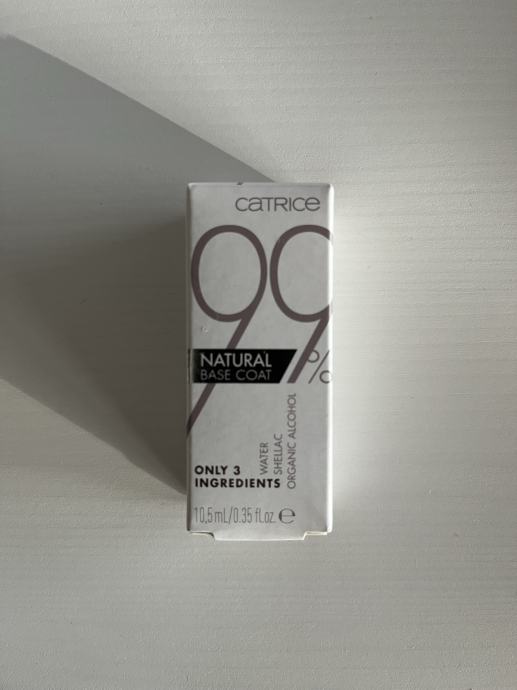 CATRICE
99%
NATURAL
BASE COAT
ONLY 3
INGREDIENTS
WATER
SHELLAC
ORGANIC ALCOHOL
10,5 mL/0.35 fl.oz. ℮